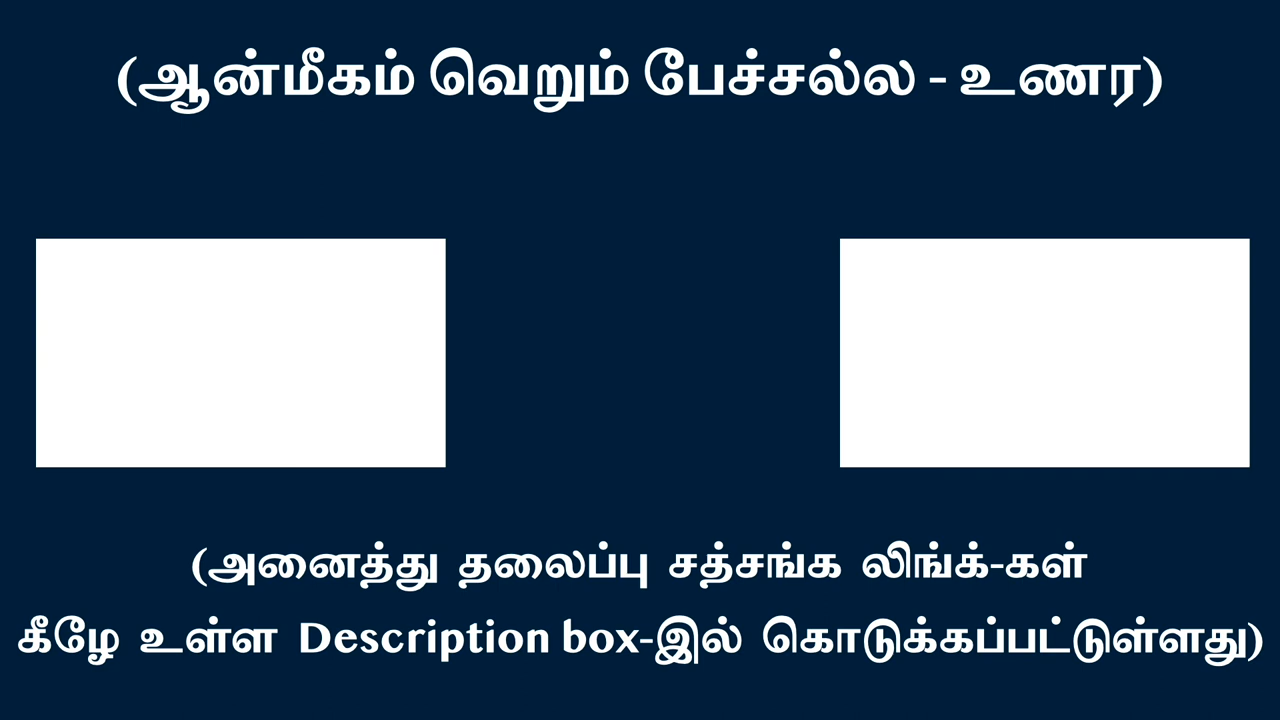 (ஆன்மீகம் வெறும் பேச்சல்ல - உணர)
(அனைத்து தலைப்பு சத்சங்க லிங்க்-கள்
கீழே உள்ள Description box-இல் கொடுக்கப்பட்டுள்ளது)